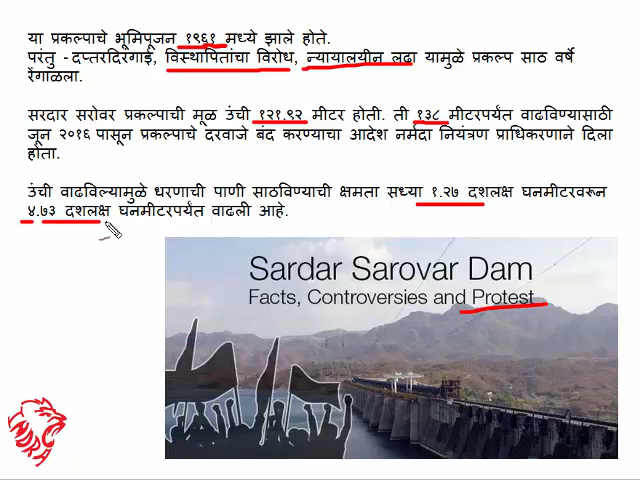 या प्रकल्पाचे भूमिपूजन १९६१ मध्ये झाले होते.
परंतु - दप्तरदिरंगाई, विस्थापितांचा विरोध, न्यायालयीन लढा यामुळे प्रकल्प साठ वर्षे
रेंगाळला.
सरदार सरोवर प्रकल्पाची मूळ उंची १२१.९२ मीटर होती. ती १३८ मीटरपर्यंत वाढविण्यासाठी
जून २०१६ पासून प्रकल्पाचे दरवाजे बंद करण्याचा आदेश नर्मदा नियंत्रण प्राधिकरणाने दिला
होता.
उंची वाढविल्यामुळे धरणाची पाणी साठविण्याची क्षमता सध्या १.२७ दशलक्ष घनमीटरवरून
४.७३ दशलक्ष घनमीटरपर्यंत वाढली आहे.
Sardar Sarovar Dam
Facts, Controversies and Protest